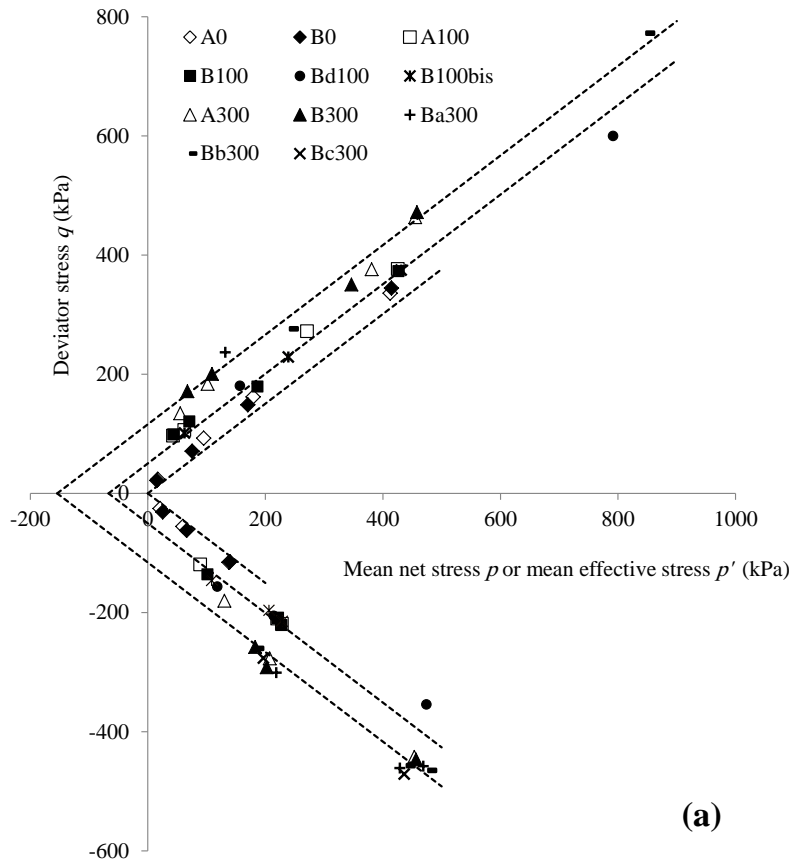 800
A0 B0 A100
B100 Bd100 B100bis
A300 B300 Ba300
Bb300 Bc300
600
400
200
0
-200
-400
-600
Deviator stress q (kPa)
-200 0 200 400 600 800 1000
Mean net stress p or mean effective stress p′ (kPa)
(a)